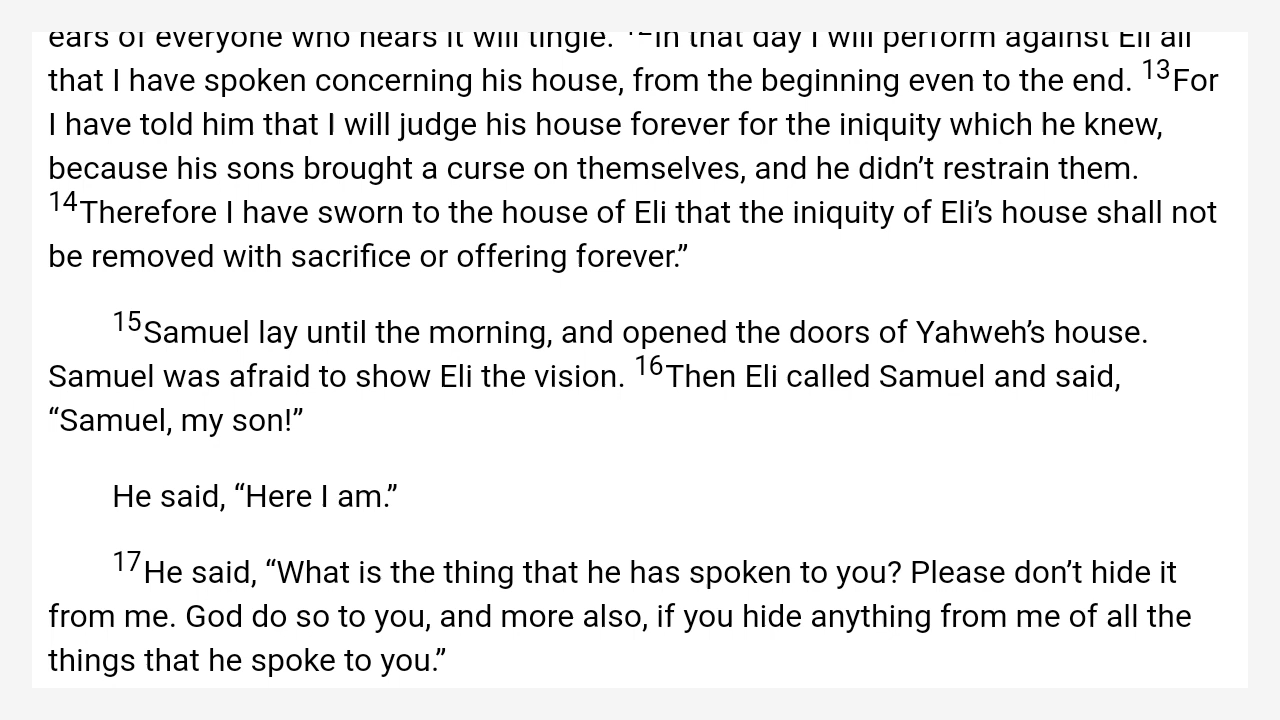 ears of everyone who hears it will tingle. 12In that day I will perform against Eli all
that I have spoken concerning his house, from the beginning even to the end. 13For
I have told him that I will judge his house forever for the iniquity which he knew,
because his sons brought a curse on themselves, and he didn’t restrain them.
14Therefore I have sworn to the house of Eli that the iniquity of Eli’s house shall not
be removed with sacrifice or offering forever.”
15Samuel lay until the morning, and opened the doors of Yahweh’s house.
Samuel was afraid to show Eli the vision. 16Then Eli called Samuel and said,
“Samuel, my son!”
He said, “Here I am.”
17He said, “What is the thing that he has spoken to you? Please don’t hide it
from me. God do so to you, and more also, if you hide anything from me of all the
things that he spoke to you.”